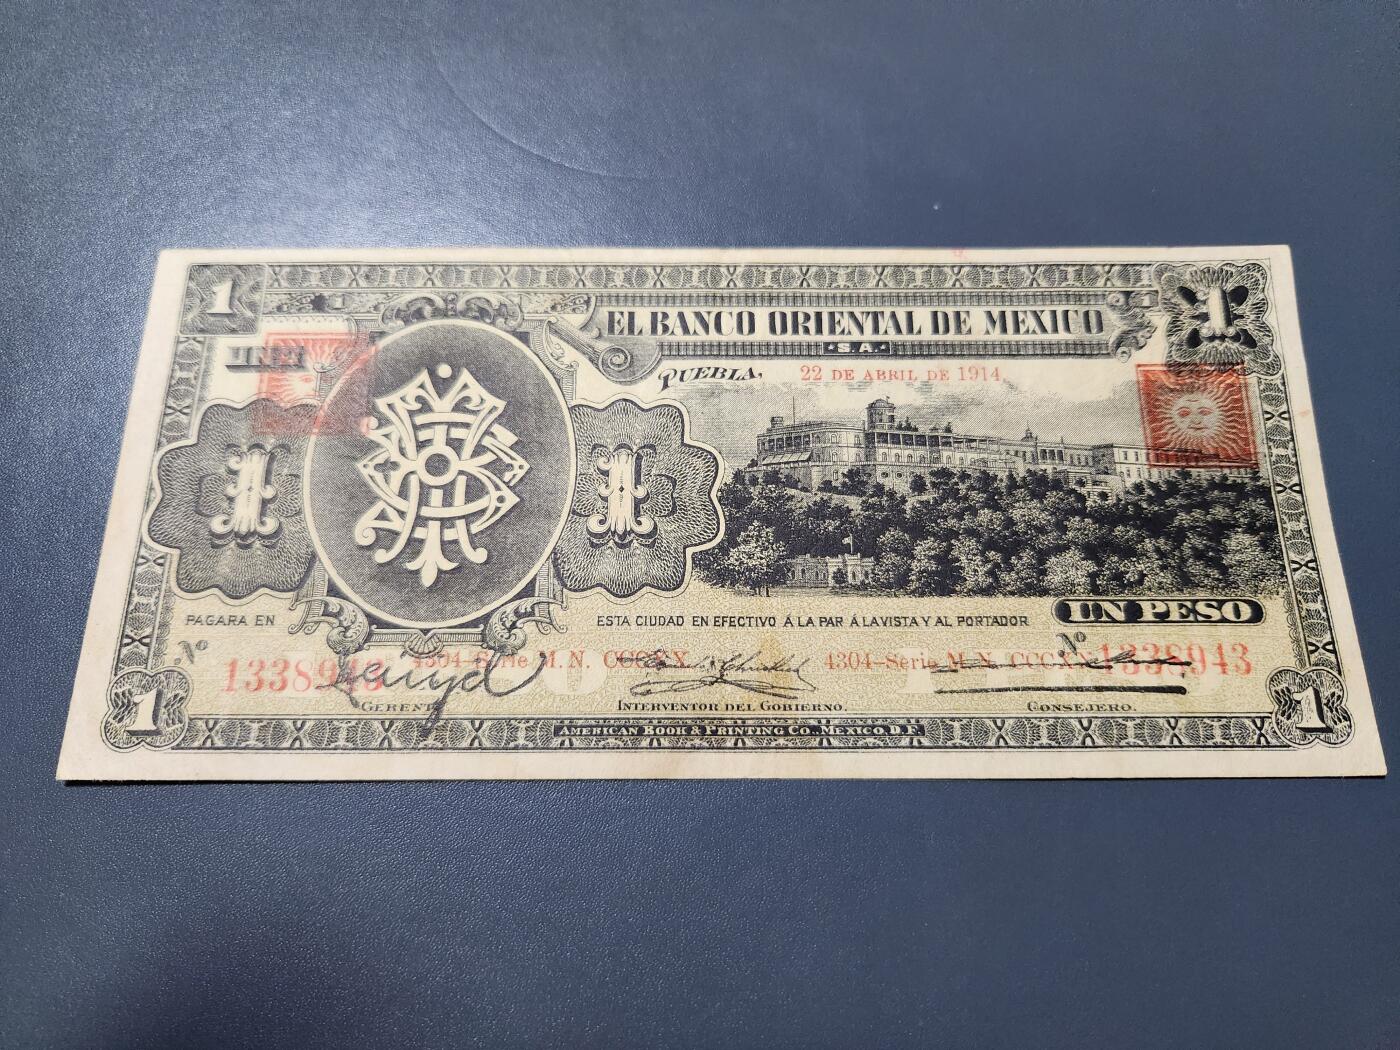 1
1
EL BANCO ORIENTAL DE MEXICO
S.A.
PUEBLA, 22 DE ABRIL DE 1914.
1
1
PAGARA EN ESTA CIUDAD EN EFECTIVO Á LA PAR Á LA VISTA Y AL PORTADOR
UN PESO
No 1338943 4304-Serie M. N. CCCXX 4304-Serie M. N. CCCXX No 1338943
GERENTE INTERVENTOR DEL GOBIERNO. CONSEJERO.
1
1
AMERICAN BOOK & PRINTING CO. MEXICO, D.F.